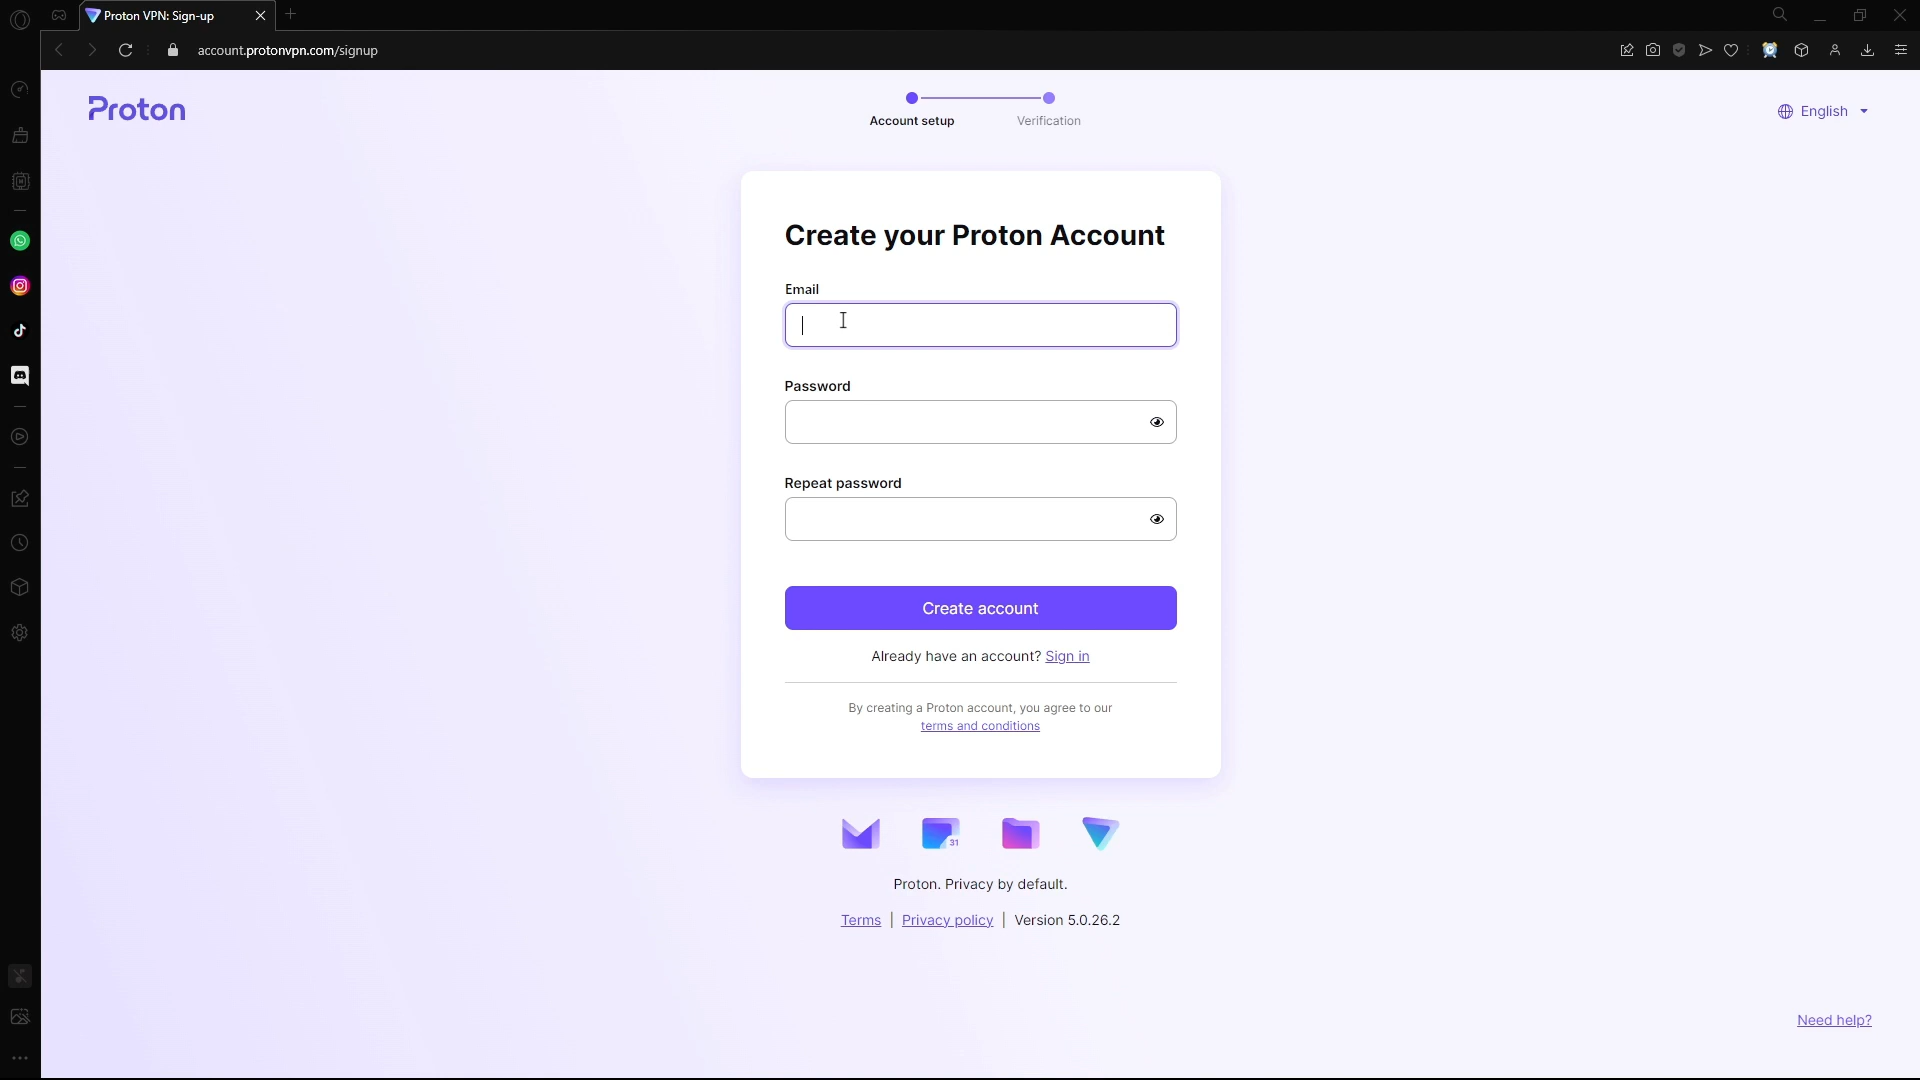 Proton VPN: Sign-up
account.protonvpn.com/signup
Proton
Account setup
Verification
English
Create your Proton Account
Email
Password
Repeat password
Create account
Already have an account? Sign in
By creating a Proton account, you agree to our
terms and conditions
31
Proton. Privacy by default.
Terms | Privacy policy | Version 5.0.26.2
Need help?